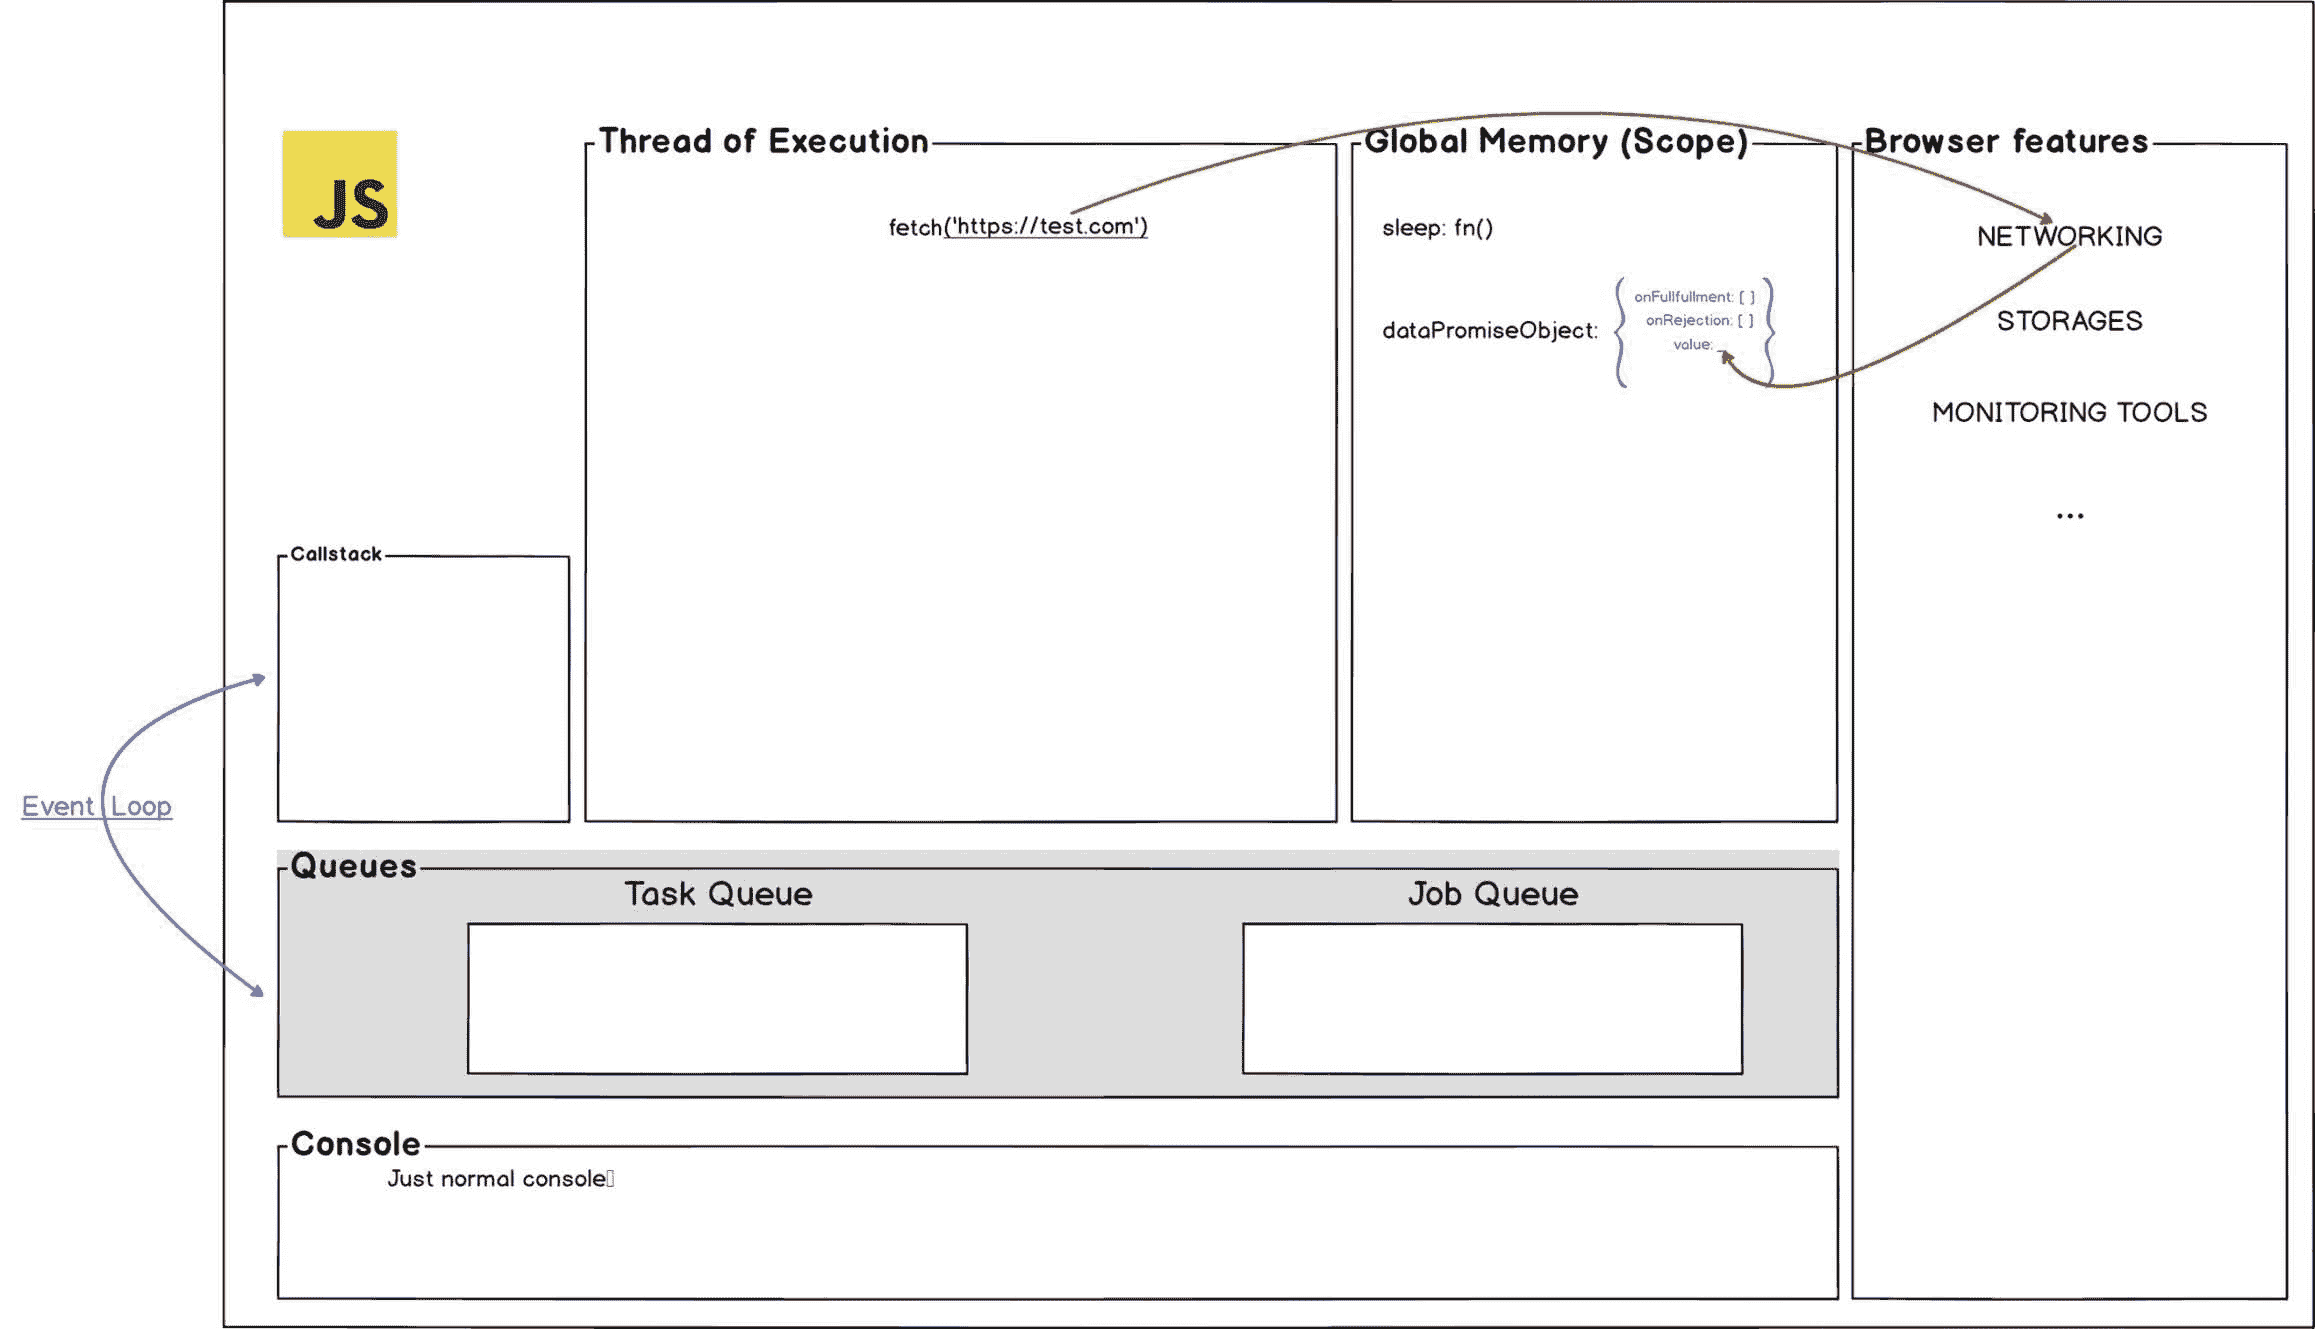 JS
Thread of Execution
fetch('https://test.com')
Global Memory (Scope)
sleep: fn()
dataPromiseObject:
onFullfullment: [ ]
onRejection: [ ]
value: _
Browser features
NETWORKING
STORAGES
MONITORING TOOLS
...
Callstack
Event Loop
Queues
Task Queue
Job Queue
Console
Just normal console